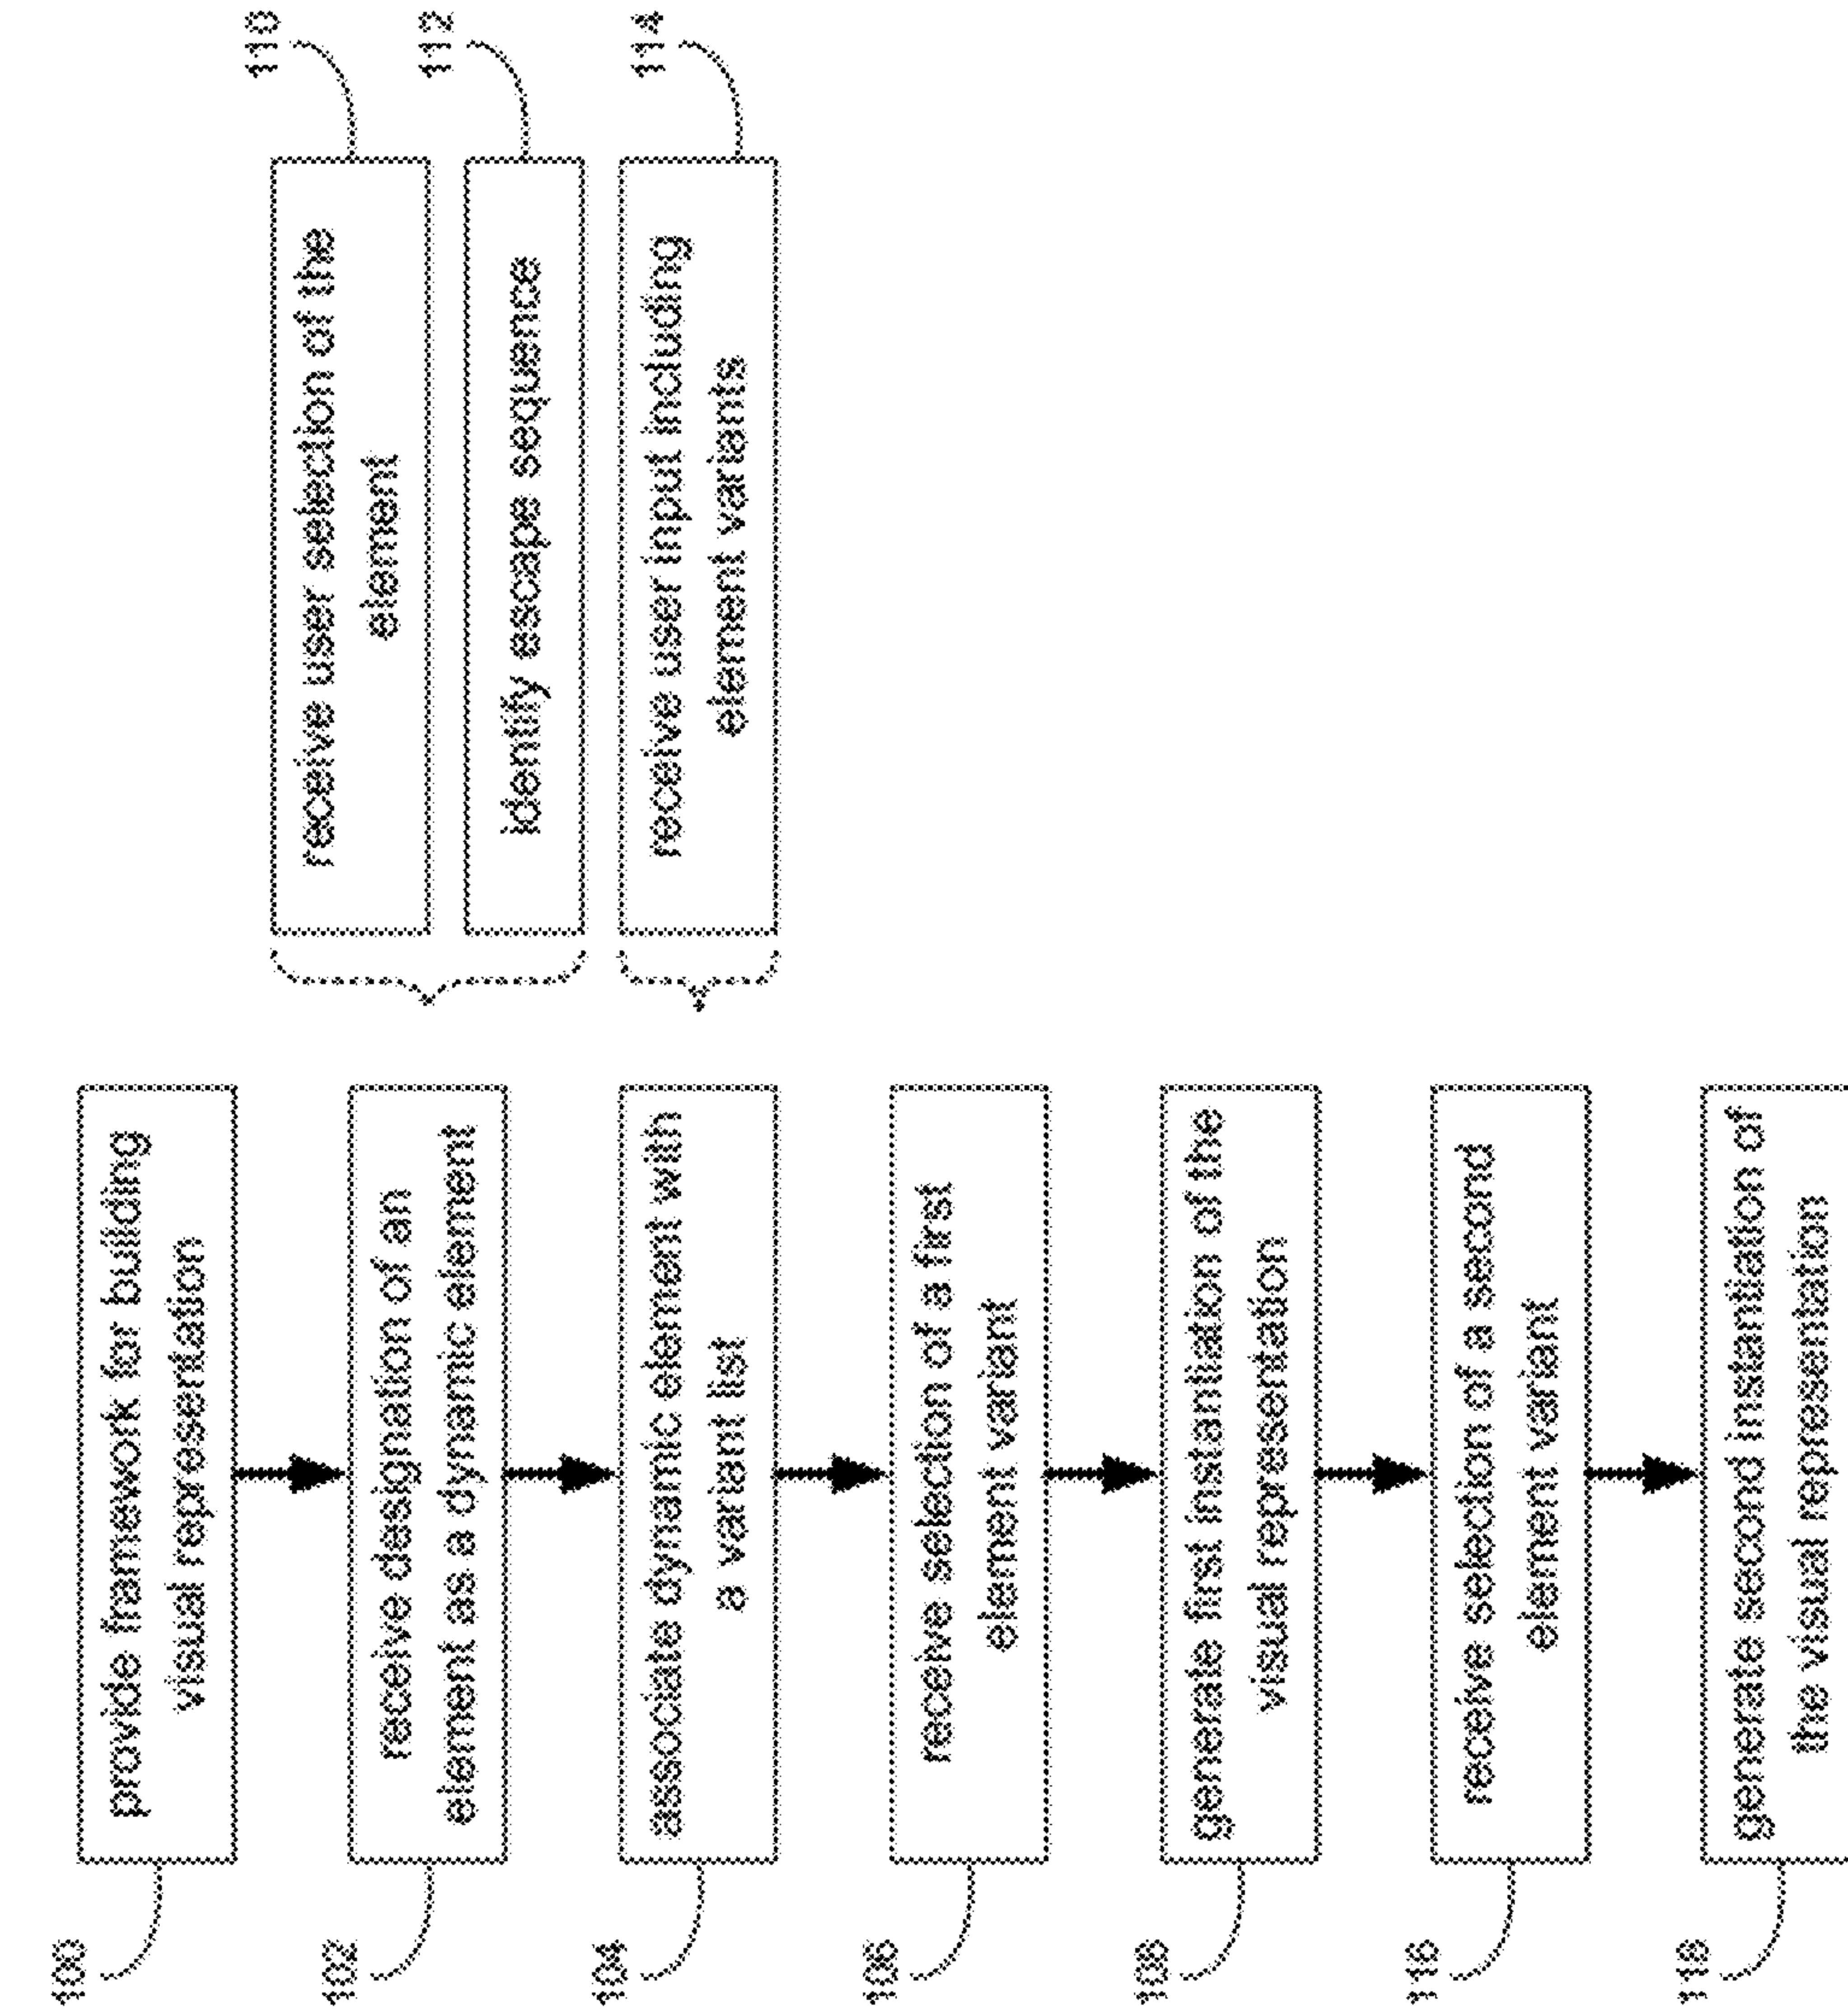 100
provide framework for building
visual representation
102
receive designation of an
element as a dynamic element
110
receive user selection of the
element
112
identify escape sequence
104
associate dynamic element with
a variant list
114
receive user input including
element variants
106
receive selection of a first
element variant
108
generate first instantiation of the
visual representation
116
receive selection of a second
element variant
118
generate second instantiation of
the visual representation